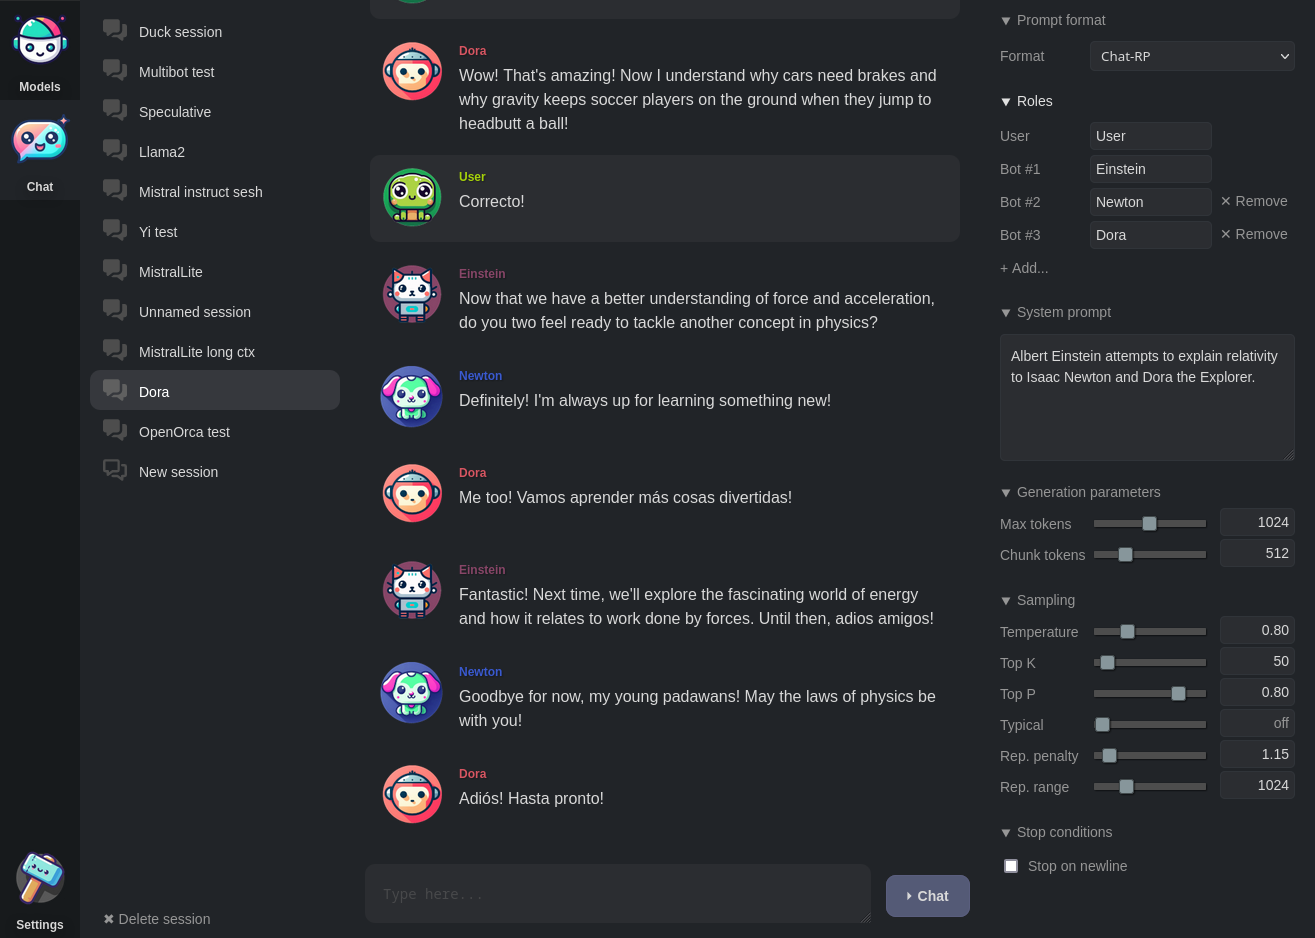 Models
Chat
Settings
Duck session
Multibot test
Speculative
Llama2
Mistral instruct sesh
Yi test
MistralLite
Unnamed session
MistralLite long ctx
Dora
OpenOrca test
New session
✖ Delete session
Dora
Wow! That's amazing! Now I understand why cars need brakes and
why gravity keeps soccer players on the ground when they jump to
headbutt a ball!
User
Correcto!
Einstein
Now that we have a better understanding of force and acceleration,
do you two feel ready to tackle another concept in physics?
Newton
Definitely! I'm always up for learning something new!
Dora
Me too! Vamos aprender más cosas divertidas!
Einstein
Fantastic! Next time, we'll explore the fascinating world of energy
and how it relates to work done by forces. Until then, adios amigos!
Newton
Goodbye for now, my young padawans! May the laws of physics be
with you!
Dora
Adiós! Hasta pronto!
Type here...
Chat
▼ Prompt format
Format Chat-RP
▼ Roles
User User
Bot #1 Einstein
Bot #2 Newton ✕ Remove
Bot #3 Dora ✕ Remove
+ Add...
▼ System prompt
Albert Einstein attempts to explain relativity
to Isaac Newton and Dora the Explorer.
▼ Generation parameters
Max tokens 1024
Chunk tokens 512
▼ Sampling
Temperature 0.80
Top K 50
Top P 0.80
Typical off
Rep. penalty 1.15
Rep. range 1024
▼ Stop conditions
Stop on newline